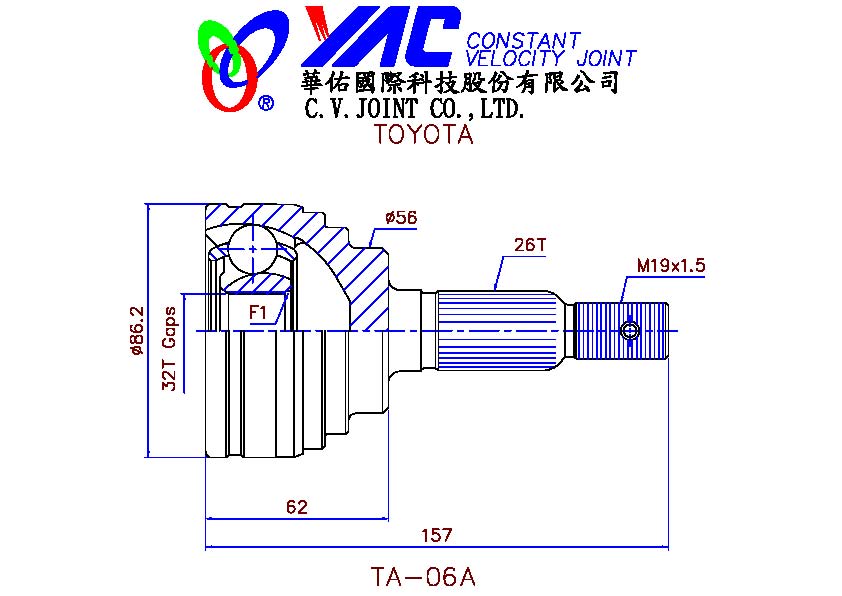 YAC CONSTANT
VELOCITY JOINT
®
華佑國際科技股份有限公司
C.V.JOINT CO.,LTD.
TOYOTA
ø56
26T
M19x1.5
F1
ø86.2
32T Gaps
62
157
TA-06A